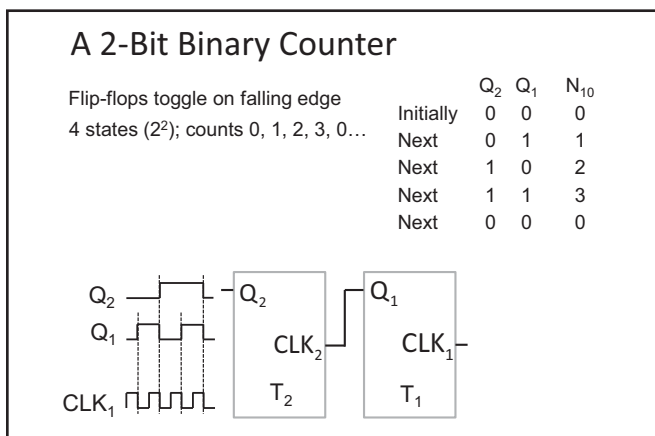 A 2-Bit Binary Counter
Flip-flops toggle on falling edge
4 states (2²); counts 0, 1, 2, 3, 0…
Q₂ Q₁ N₁₀
Initially 0 0 0
Next 0 1 1
Next 1 0 2
Next 1 1 3
Next 0 0 0
Q₂
Q₁
CLK₁
Q₂
CLK₂
T₂
Q₁
CLK₁
T₁